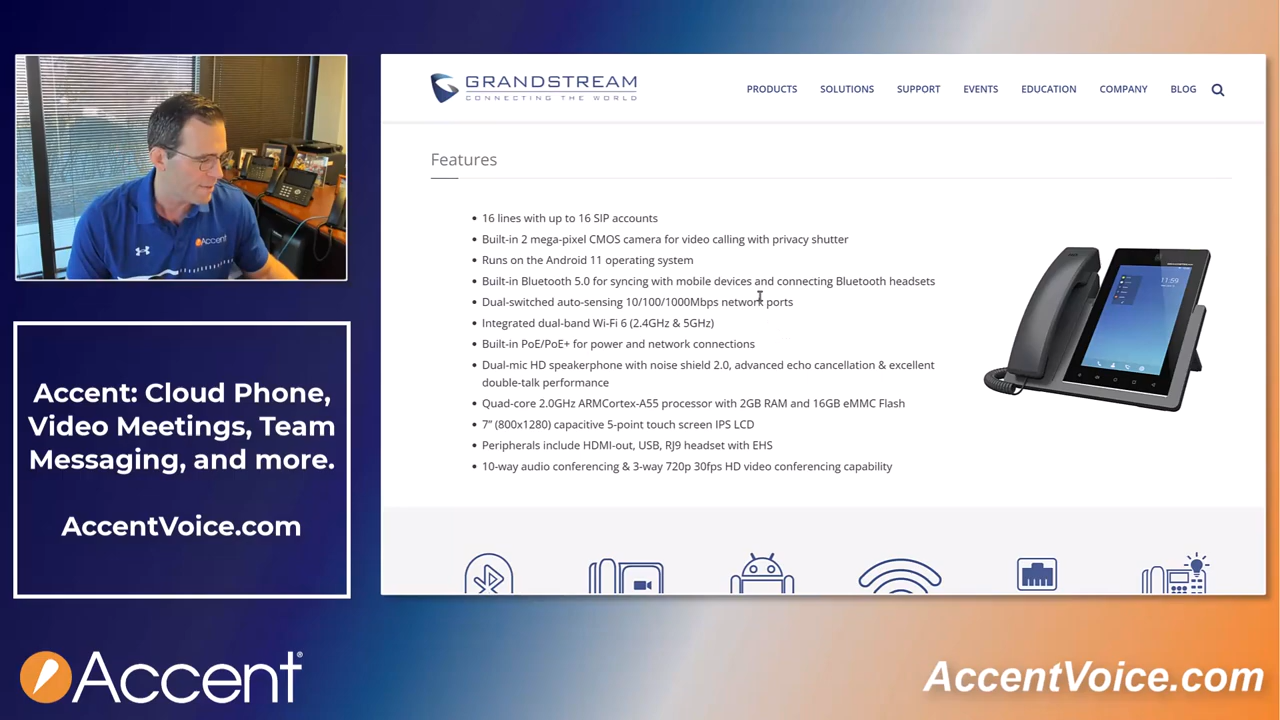 GRANDSTREAM
CONNECTING THE WORLD
PRODUCTS SOLUTIONS SUPPORT EVENTS EDUCATION COMPANY BLOG
Features
• 16 lines with up to 16 SIP accounts
• Built-in 2 mega-pixel CMOS camera for video calling with privacy shutter
• Runs on the Android 11 operating system
• Built-in Bluetooth 5.0 for syncing with mobile devices and connecting Bluetooth headsets
• Dual-switched auto-sensing 10/100/1000Mbps network ports
• Integrated dual-band Wi-Fi 6 (2.4GHz & 5GHz)
• Built-in PoE/PoE+ for power and network connections
• Dual-mic HD speakerphone with noise shield 2.0, advanced echo cancellation & excellent
double-talk performance
• Quad-core 2.0GHz ARMCortex-A55 processor with 2GB RAM and 16GB eMMC Flash
• 7” (800x1280) capacitive 5-point touch screen IPS LCD
• Peripherals include HDMI-out, USB, RJ9 headset with EHS
• 10-way audio conferencing & 3-way 720p 30fps HD video conferencing capability
11:59
Accent
Accent: Cloud Phone,
Video Meetings, Team
Messaging, and more.
AccentVoice.com
Accent®
AccentVoice.com